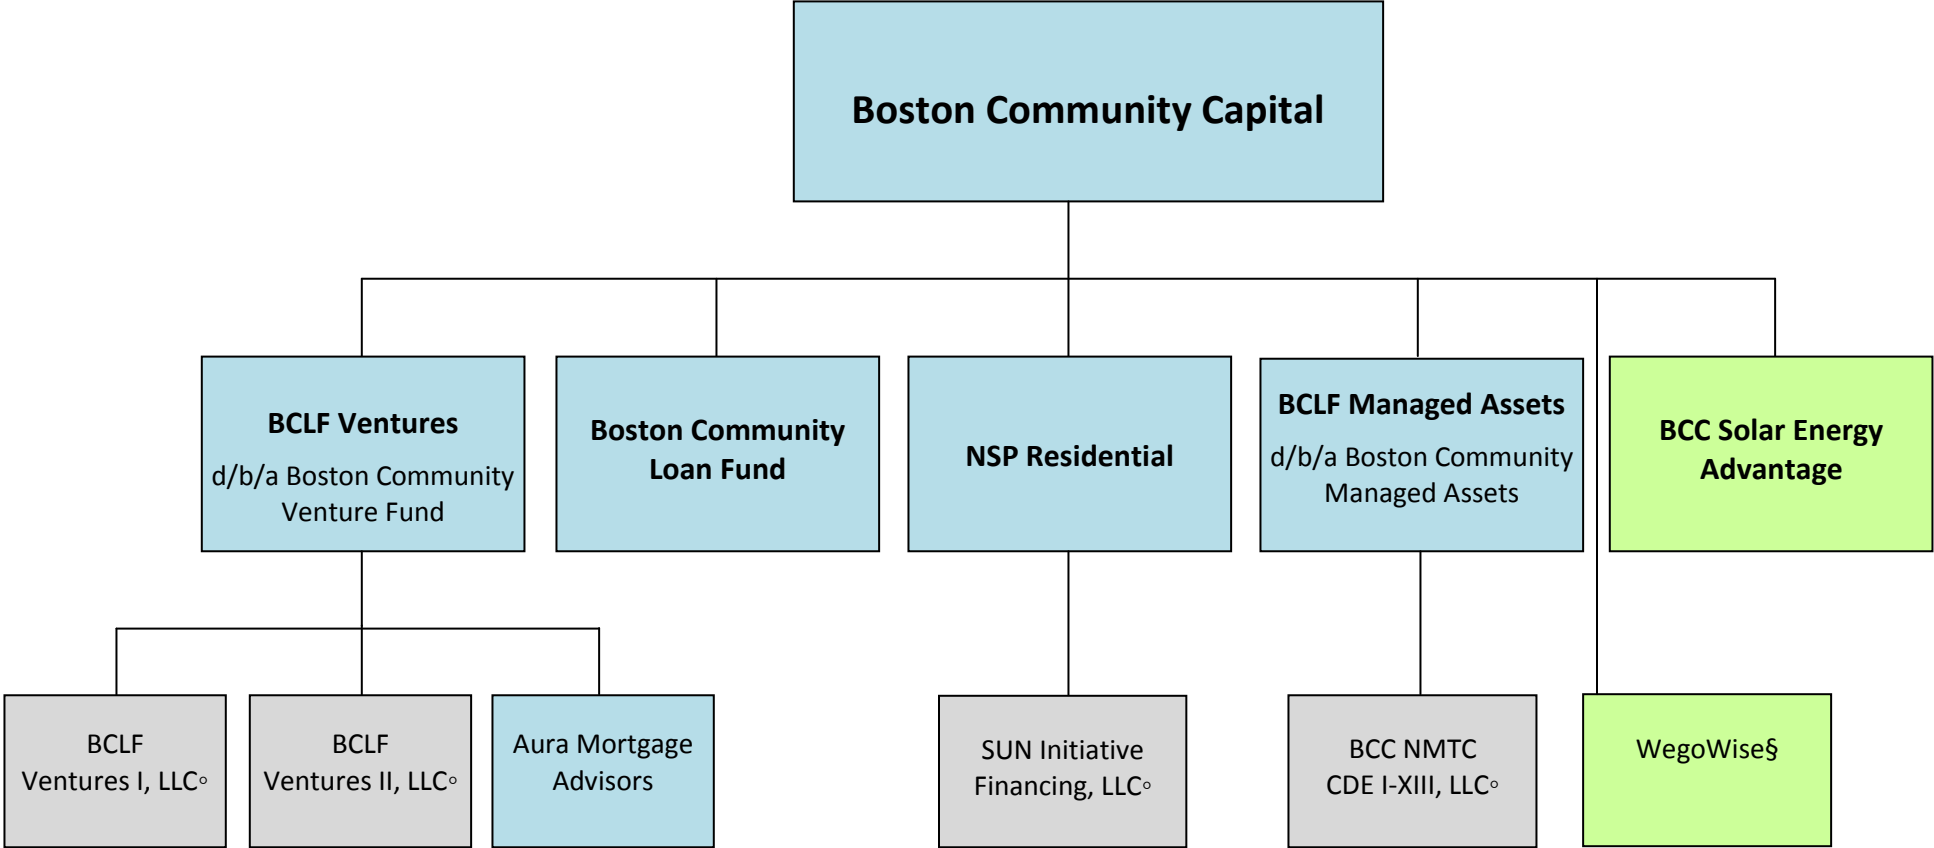 Boston Community Capital
BCLF Ventures
d/b/a Boston Community
Venture Fund
Boston Community
Loan Fund
NSP Residential
BCLF Managed Assets
d/b/a Boston Community
Managed Assets
BCC Solar Energy
Advantage
BCLF
Ventures I, LLC◦
BCLF
Ventures II, LLC◦
Aura Mortgage
Advisors
SUN Initiative
Financing, LLC◦
BCC NMTC
CDE I-XIII, LLC◦
WegoWise§